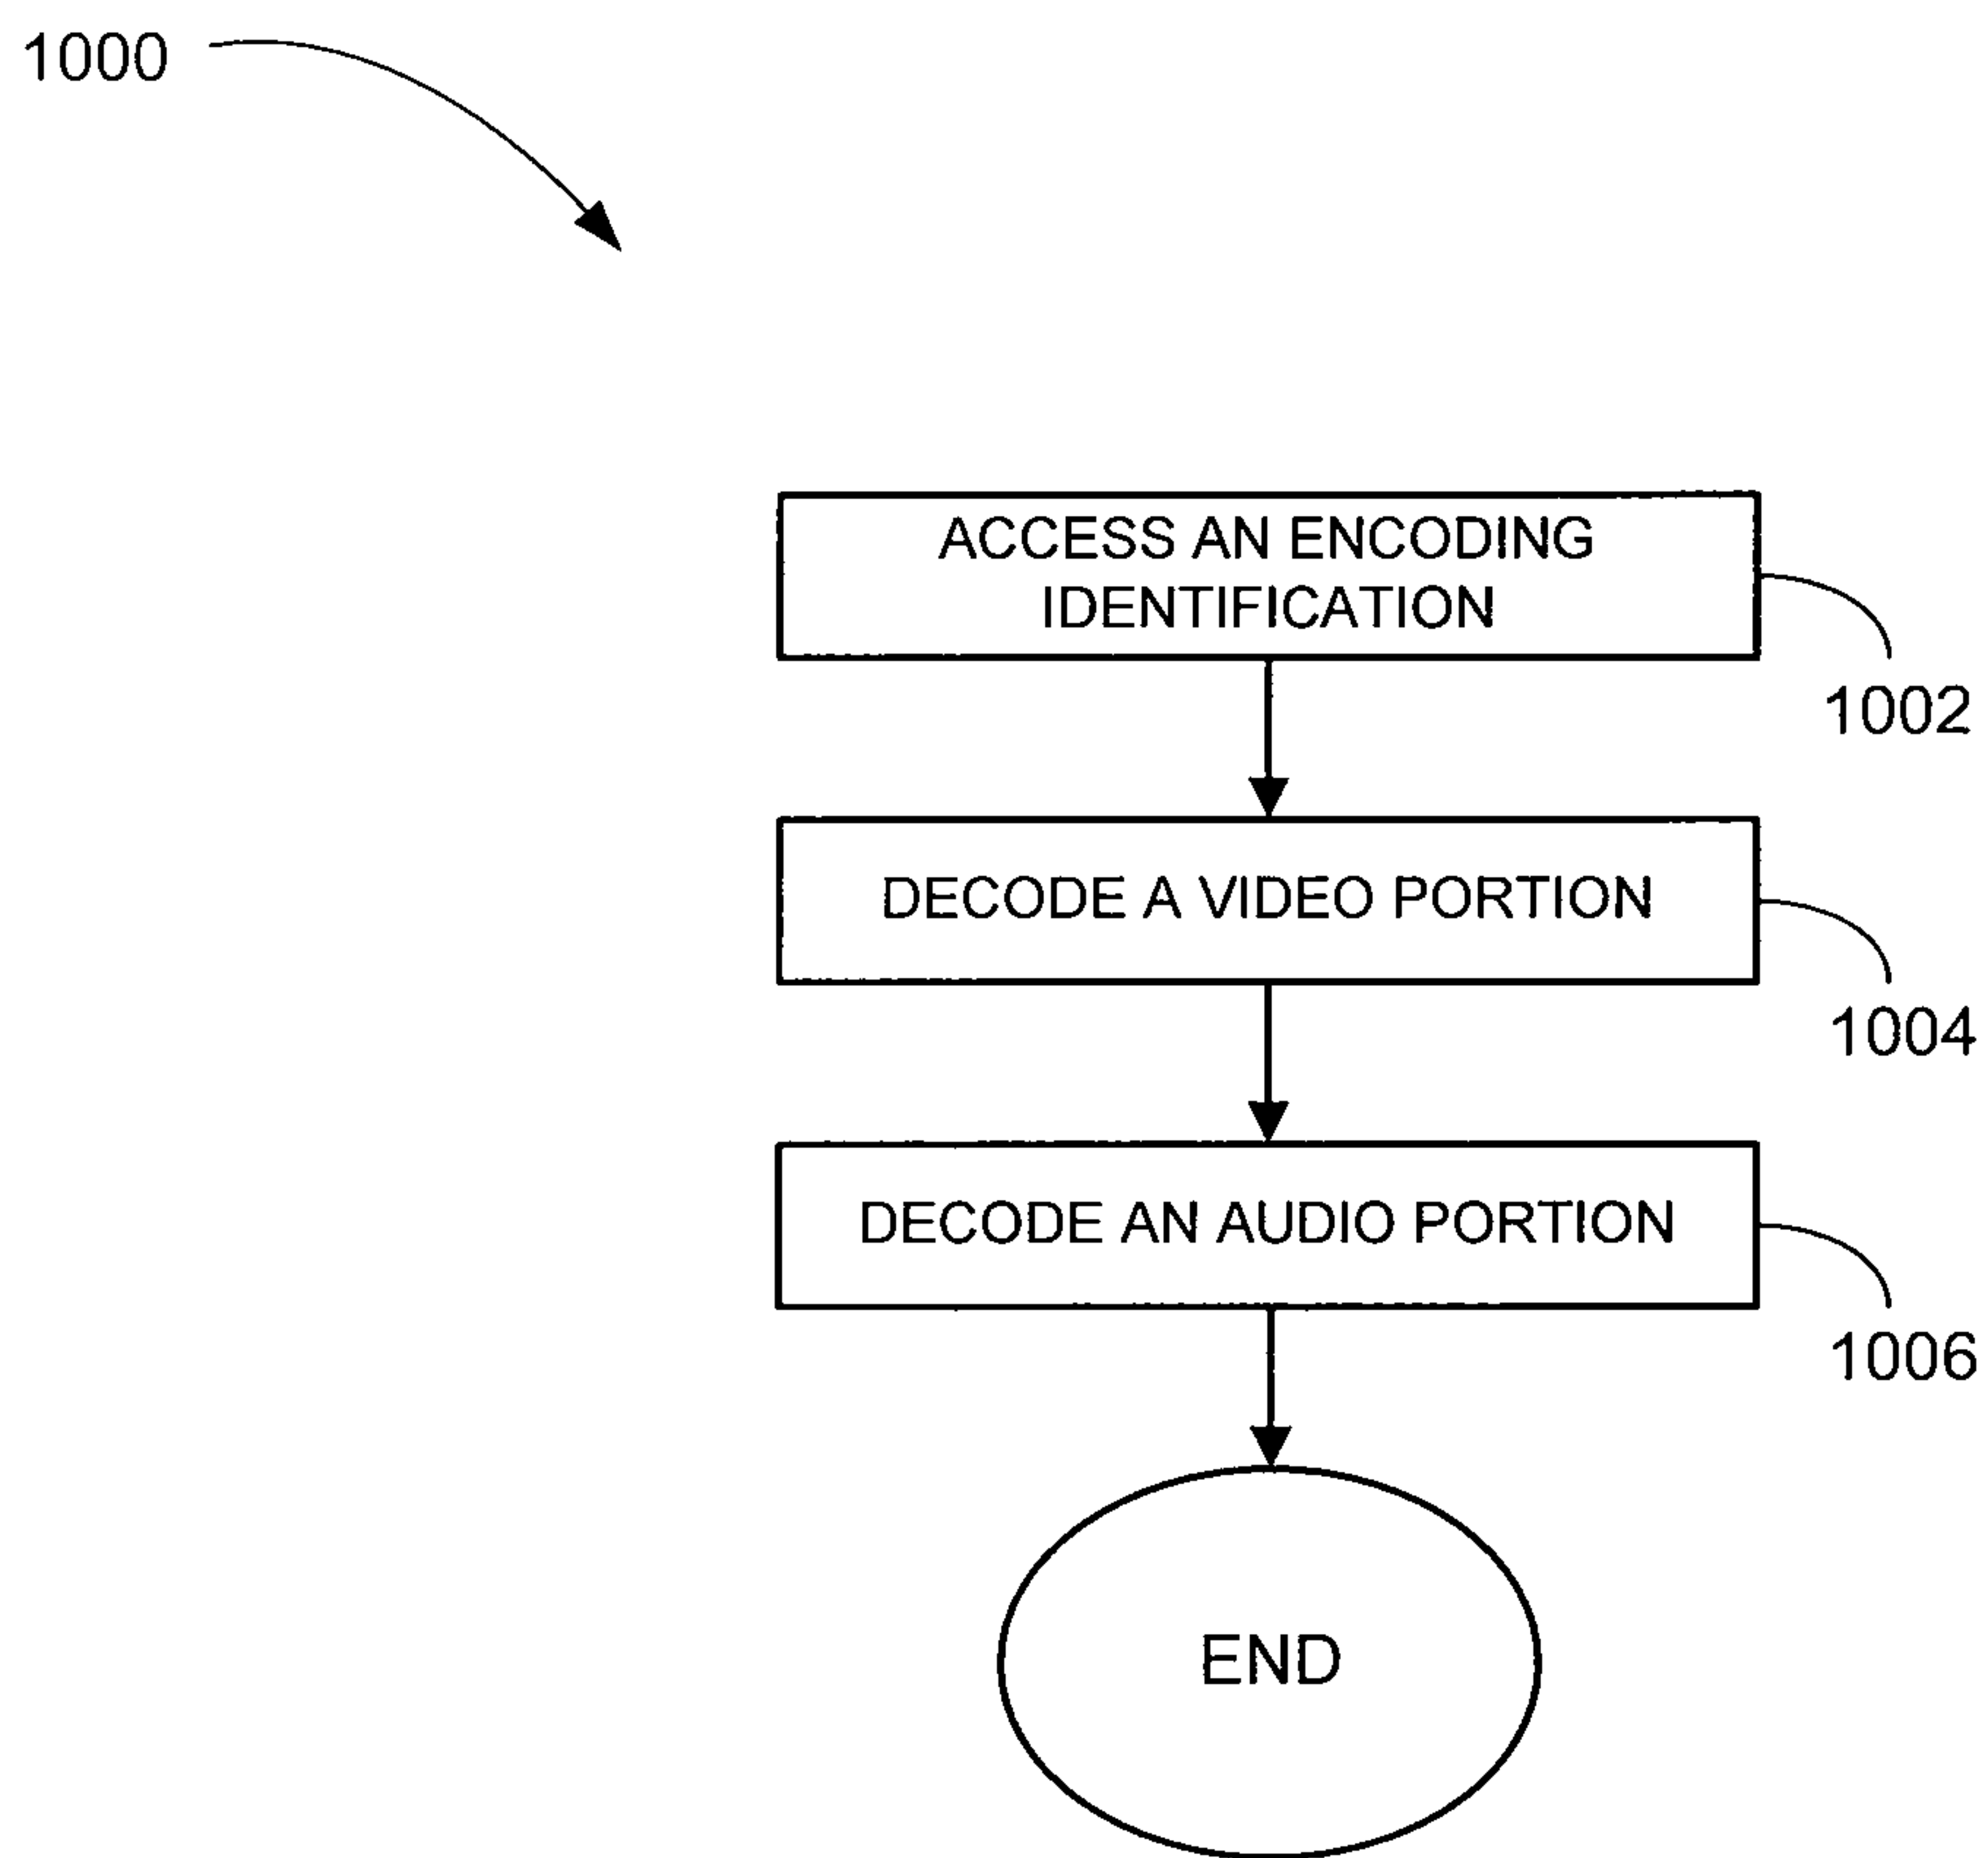 1000
ACCESS AN ENCODING
IDENTIFICATION
1002
DECODE A VIDEO PORTION
1004
DECODE AN AUDIO PORTION
1006
END